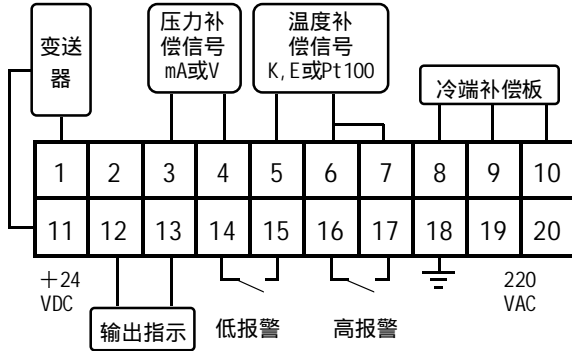 变送
器
压力补
偿信号
mA或V
温度补
偿信号
K,E或Pt100
冷端补偿板
1 2 3 4 5 6 7 8 9 10
11 12 13 14 15 16 17 18 19 20
+24
VDC
输出指示
低报警
高报警
220
VAC